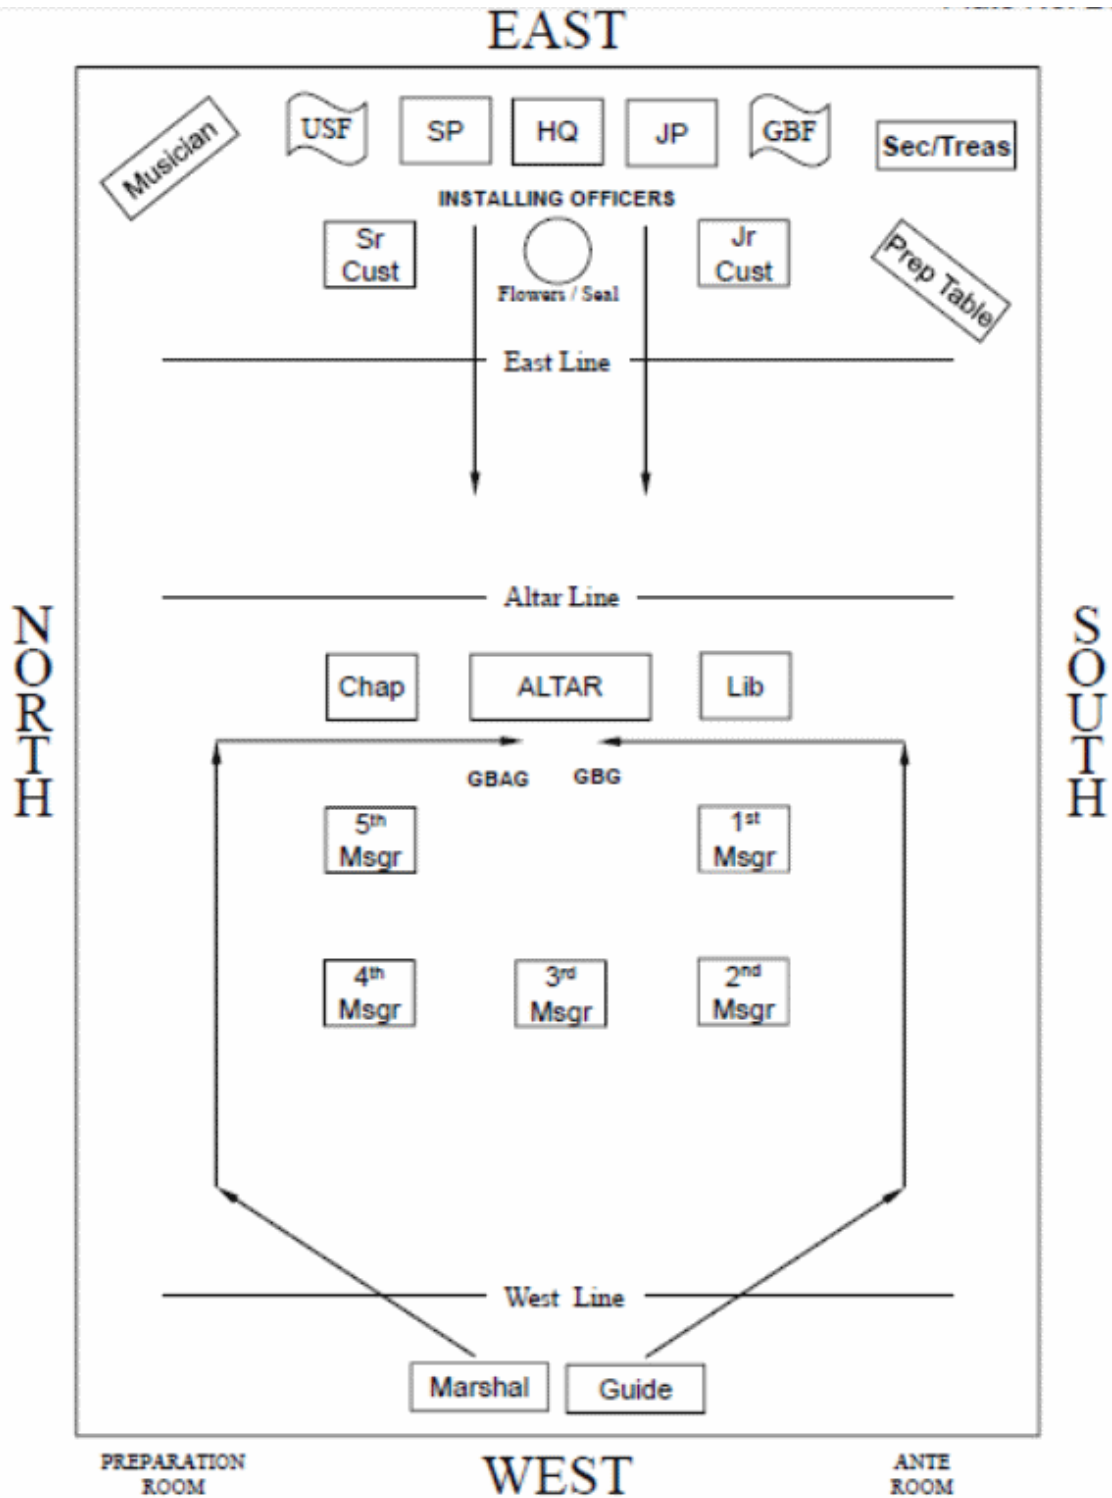 EAST
Musician
USF
SP
HQ
JP
GBF
Sec/Treas
INSTALLING OFFICERS
Sr
Cust
Jr
Cust
Flowers / Seal
Prep Table
East Line
Altar Line
NORTH
SOUTH
Chap
ALTAR
Lib
GBAG
GBG
5th
Msgr
1st
Msgr
4th
Msgr
3rd
Msgr
2nd
Msgr
West Line
Marshal
Guide
PREPARATION
ROOM
WEST
ANTE
ROOM